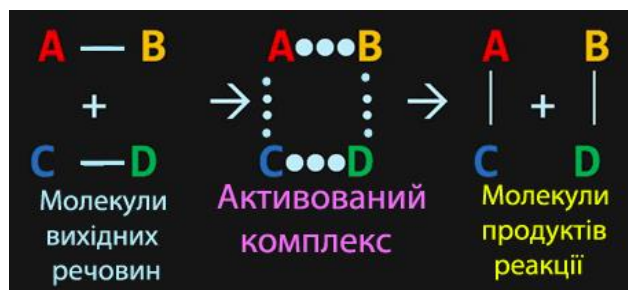 A — B A•••B A B
+ → → +
C — D C•••D C D
Молекули вихідних речовин
Активований комплекс
Молекули продуктів реакції